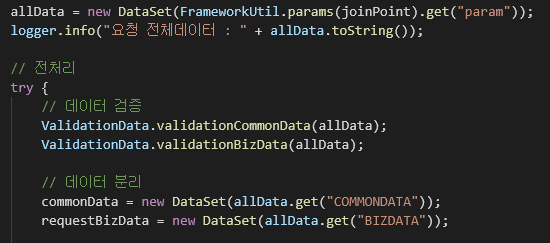 allData = new DataSet(FrameworkUtil.params(joinPoint).get("param"));
logger.info("요청 전체데이터 : " + allData.toString());
// 전처리
try {
// 데이터 검증
ValidationData.validationCommonData(allData);
ValidationData.validationBizData(allData);
// 데이터 분리
commonData = new DataSet(allData.get("COMMONDATA"));
requestBizData = new DataSet(allData.get("BIZDATA"));